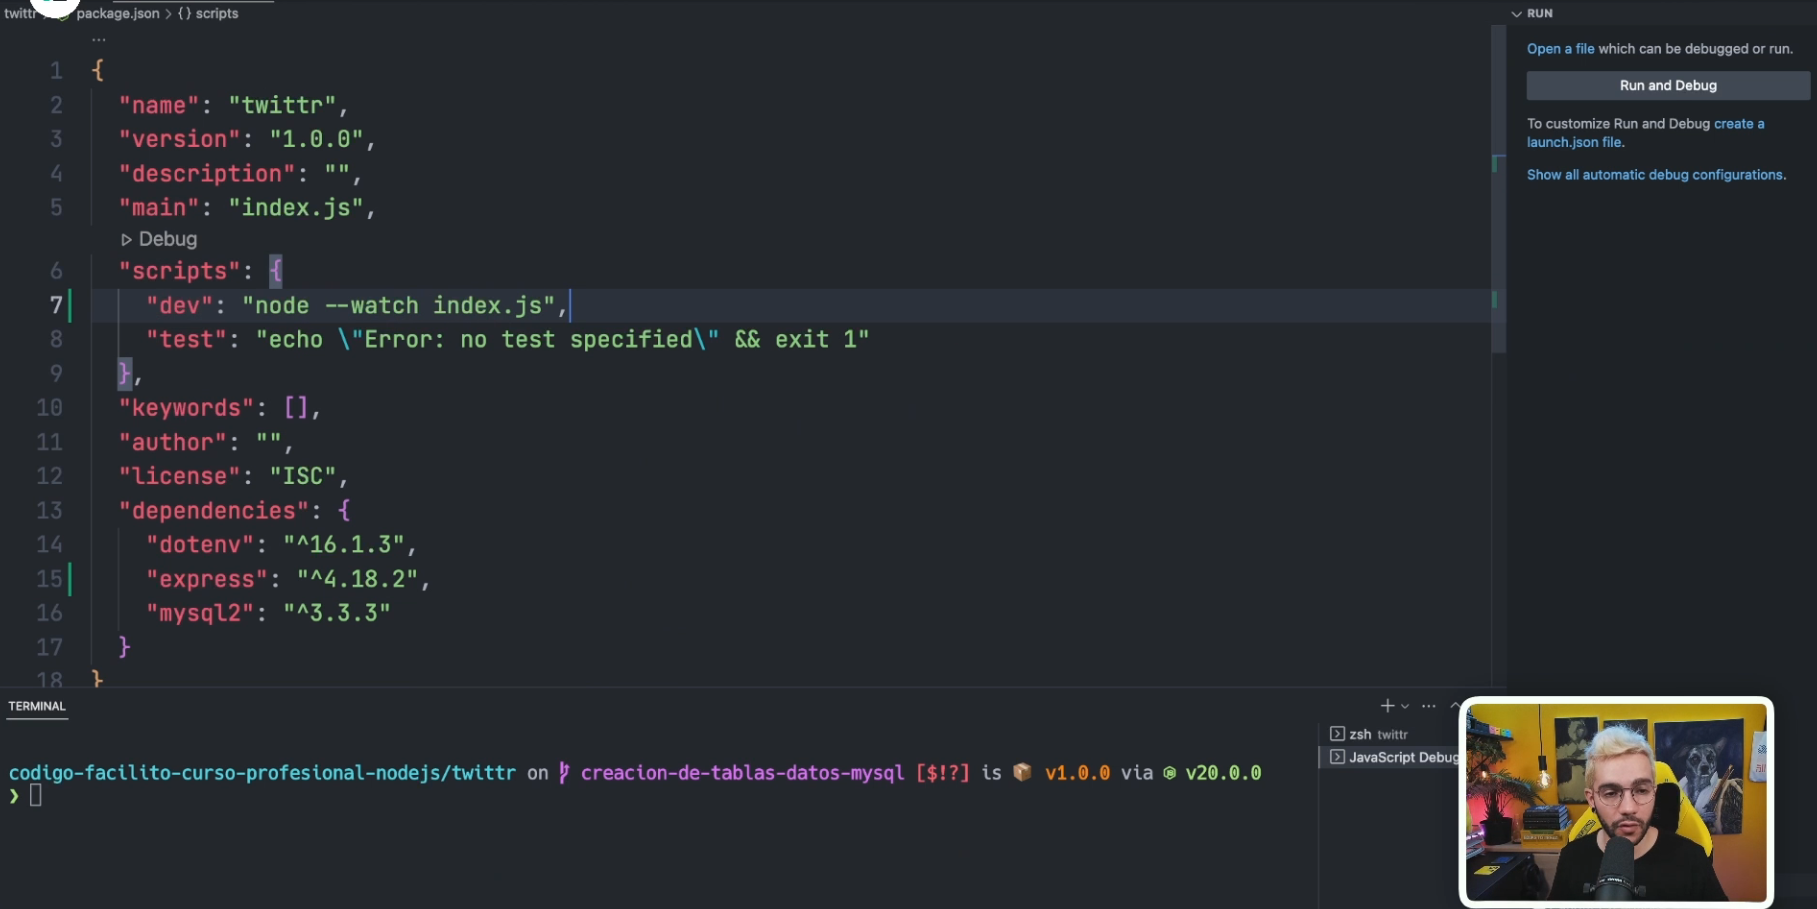 twittr > package.json > {} scripts
...
1 {
2 "name": "twittr",
3 "version": "1.0.0",
4 "description": "",
5 "main": "index.js",
Debug
6 "scripts": {
7 "dev": "node --watch index.js",
8 "test": "echo \"Error: no test specified\" && exit 1"
9 },
10 "keywords": [],
11 "author": "",
12 "license": "ISC",
13 "dependencies": {
14 "dotenv": "^16.1.3",
15 "express": "^4.18.2",
16 "mysql2": "^3.3.3"
17 }
18 }
RUN
Open a file which can be debugged or run.
Run and Debug
To customize Run and Debug create a
launch.json file.
Show all automatic debug configurations.
TERMINAL
codigo-facilito-curso-profesional-nodejs/twittr on creacion-de-tablas-datos-mysql [$!?] is 📦 v1.0.0 via v20.0.0
❯
zsh twittr
JavaScript Debug